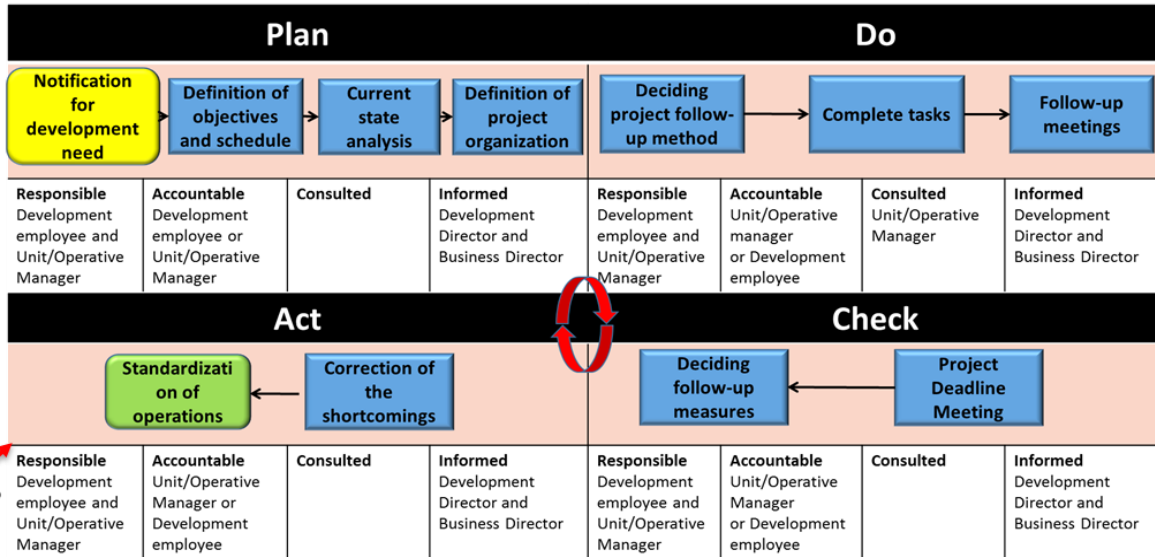 Plan
Do
Notification
for
development
need
Definition of
objectives
and schedule
Current
state
analysis
Definition of
project
organization
Deciding
project follow-
up method
Complete tasks
Follow-up
meetings
Responsible
Development
employee and
Unit/Operative
Manager
Accountable
Development
employee or
Unit/Operative
Manager
Consulted
Informed
Development
Director and
Business Director
Responsible
Development
employee and
Unit/Operative
Manager
Accountable
Unit/Operative
manager
or Development
employee
Consulted
Unit/Operative
Manager
Informed
Development
Director and
Business Director
Act
Check
Standardizati
on of
operations
Correction of
the
shortcomings
Deciding
follow-up
measures
Project
Deadline
Meeting
Responsible
Development
employee and
Unit/Operative
Manager
Accountable
Unit/Operative
Manager or
Development
employee
Consulted
Informed
Development
Director and
Business Director
Responsible
Development
employee and
Unit/Operative
Manager
Accountable
Unit/Operative
Manager
or Development
employee
Consulted
Informed
Development
Director and
Business Director